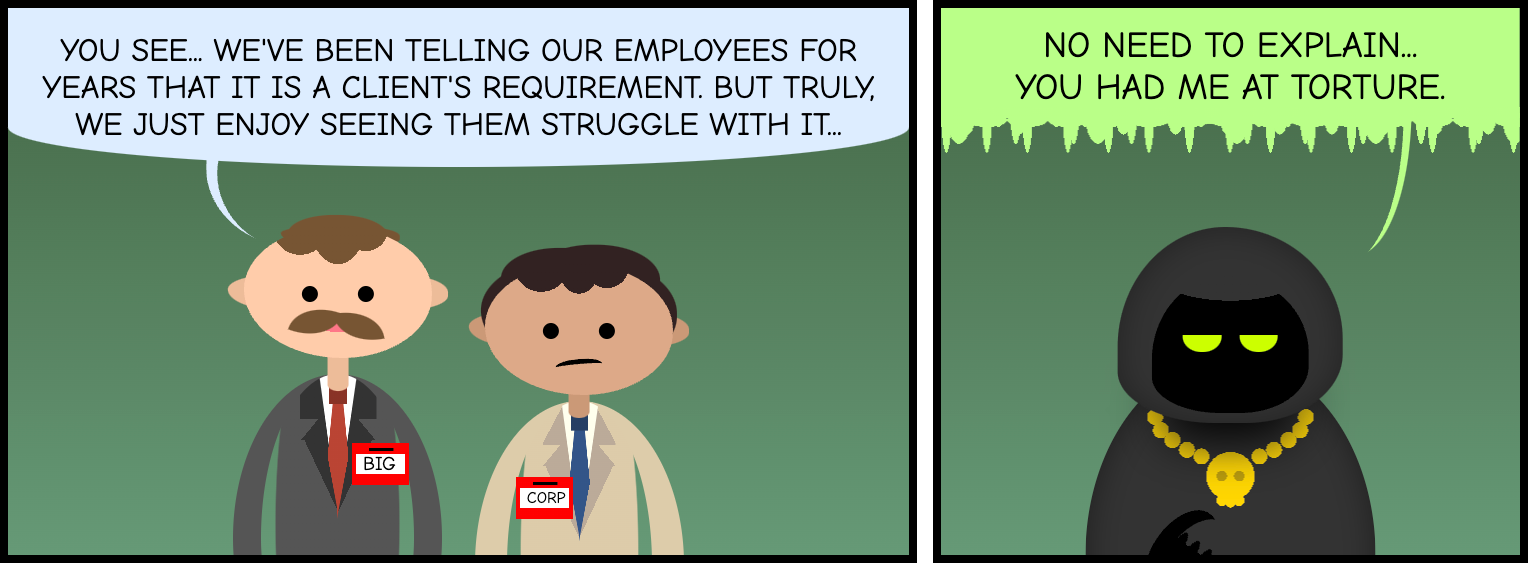 YOU SEE... WE'VE BEEN TELLING OUR EMPLOYEES FOR
YEARS THAT IT IS A CLIENT'S REQUIREMENT. BUT TRULY,
WE JUST ENJOY SEEING THEM STRUGGLE WITH IT...
BIG
CORP
NO NEED TO EXPLAIN...
YOU HAD ME AT TORTURE.